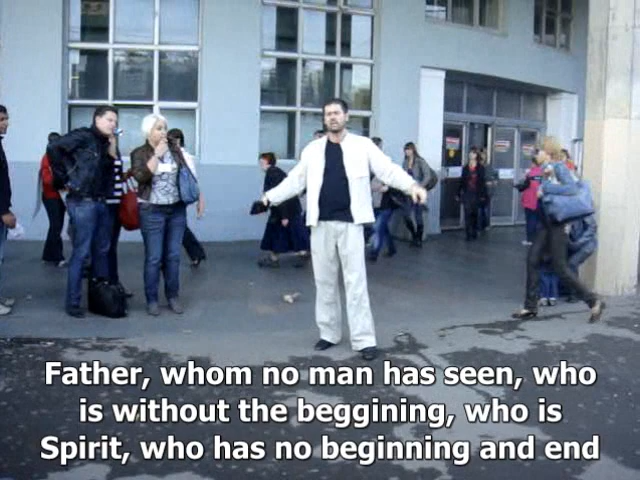 Father, whom no man has seen, who
is without the beggining, who is
Spirit, who has no beginning and end